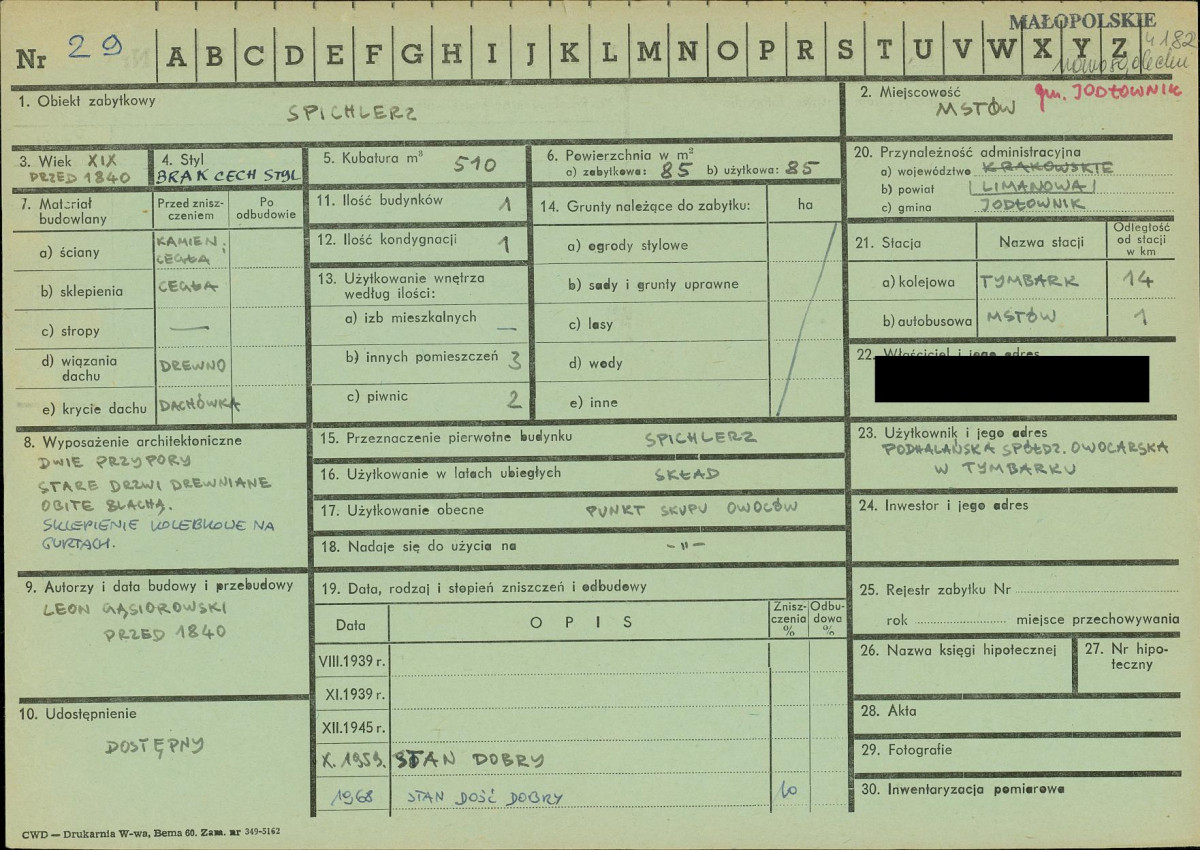 MAŁOPOLSKIE
Nr 29 A B C D E F G H I J K L M N O P R S T U V W X Y Z 4182
nowosądeckie
1. Obiekt zabytkowy
SPICHLERZ
2. Miejscowość gm. JODŁOWNIK
MSTÓW
3. Wiek XIX
PRZED 1840
4. Styl
BRAK CECH STYL
5. Kubatura m³ 510
6. Powierzchnia w m²
a) zabytkowa: 85 b) użytkowa: 85
20. Przynależność administracyjna
a) województwo KRAKOWSKIE
b) powiat LIMANOWA
c) gmina JODŁOWNIK
7. Materiał budowlany
Przed zniszczeniem
Po odbudowie
a) ściany KAMIEŃ, CEGŁA
b) sklepienia CEGŁA
c) stropy —
d) wiązania dachu DREWNO
e) krycie dachu DACHÓWKA
11. Ilość budynków 1
12. Ilość kondygnacji 1
13. Użytkowanie wnętrza
według ilości:
a) izb mieszkalnych —
b) innych pomieszczeń 3
c) piwnic 2
14. Grunty należące do zabytku: ha
a) ogrody stylowe
b) sady i grunty uprawne
c) lasy
d) wody
e) inne
21. Stacja Nazwa stacji Odległość od stacji w km
a) kolejowa TYMBARK 14
b) autobusowa MSTÓW 1
22. Właściciel i jego adres
8. Wyposażenie architektoniczne
DWIE PRZYPORY
STARE DRZWI DREWNIANE
OBITE BLACHĄ.
SKLEPIENIE KOLEBKOWE NA
GURTACH.
15. Przeznaczenie pierwotne budynku SPICHLERZ
16. Użytkowanie w latach ubiegłych SKŁAD
17. Użytkowanie obecne PUNKT SKUPU OWOCÓW
18. Nadaje się do użycia na -"-
23. Użytkownik i jego adres
PODHALAŃSKA SPÓŁDZ. OWOCARSKA
W TYMBARKU
24. Inwestor i jego adres
9. Autorzy i data budowy i przebudowy
LEON GĄSIOROWSKI
PRZED 1840
19. Data, rodzaj i stopień zniszczeń i odbudowy
Data OPIS Zniszczenia % Odbudowa %
VIII.1939 r.
XI.1939 r.
XII.1945 r.
X. 1959. STAN DOBRY
1968 STAN DOŚĆ DOBRY 10
25. Rejestr zabytku Nr
rok miejsce przechowywania
26. Nazwa księgi hipotecznej
27. Nr hipoteczny
10. Udostępnienie
DOSTĘPNY
28. Akta
29. Fotografie
30. Inwentaryzacja pomiarowa
CWD — Drukarnia W-wa, Bema 60. Zam. nr 349-5162